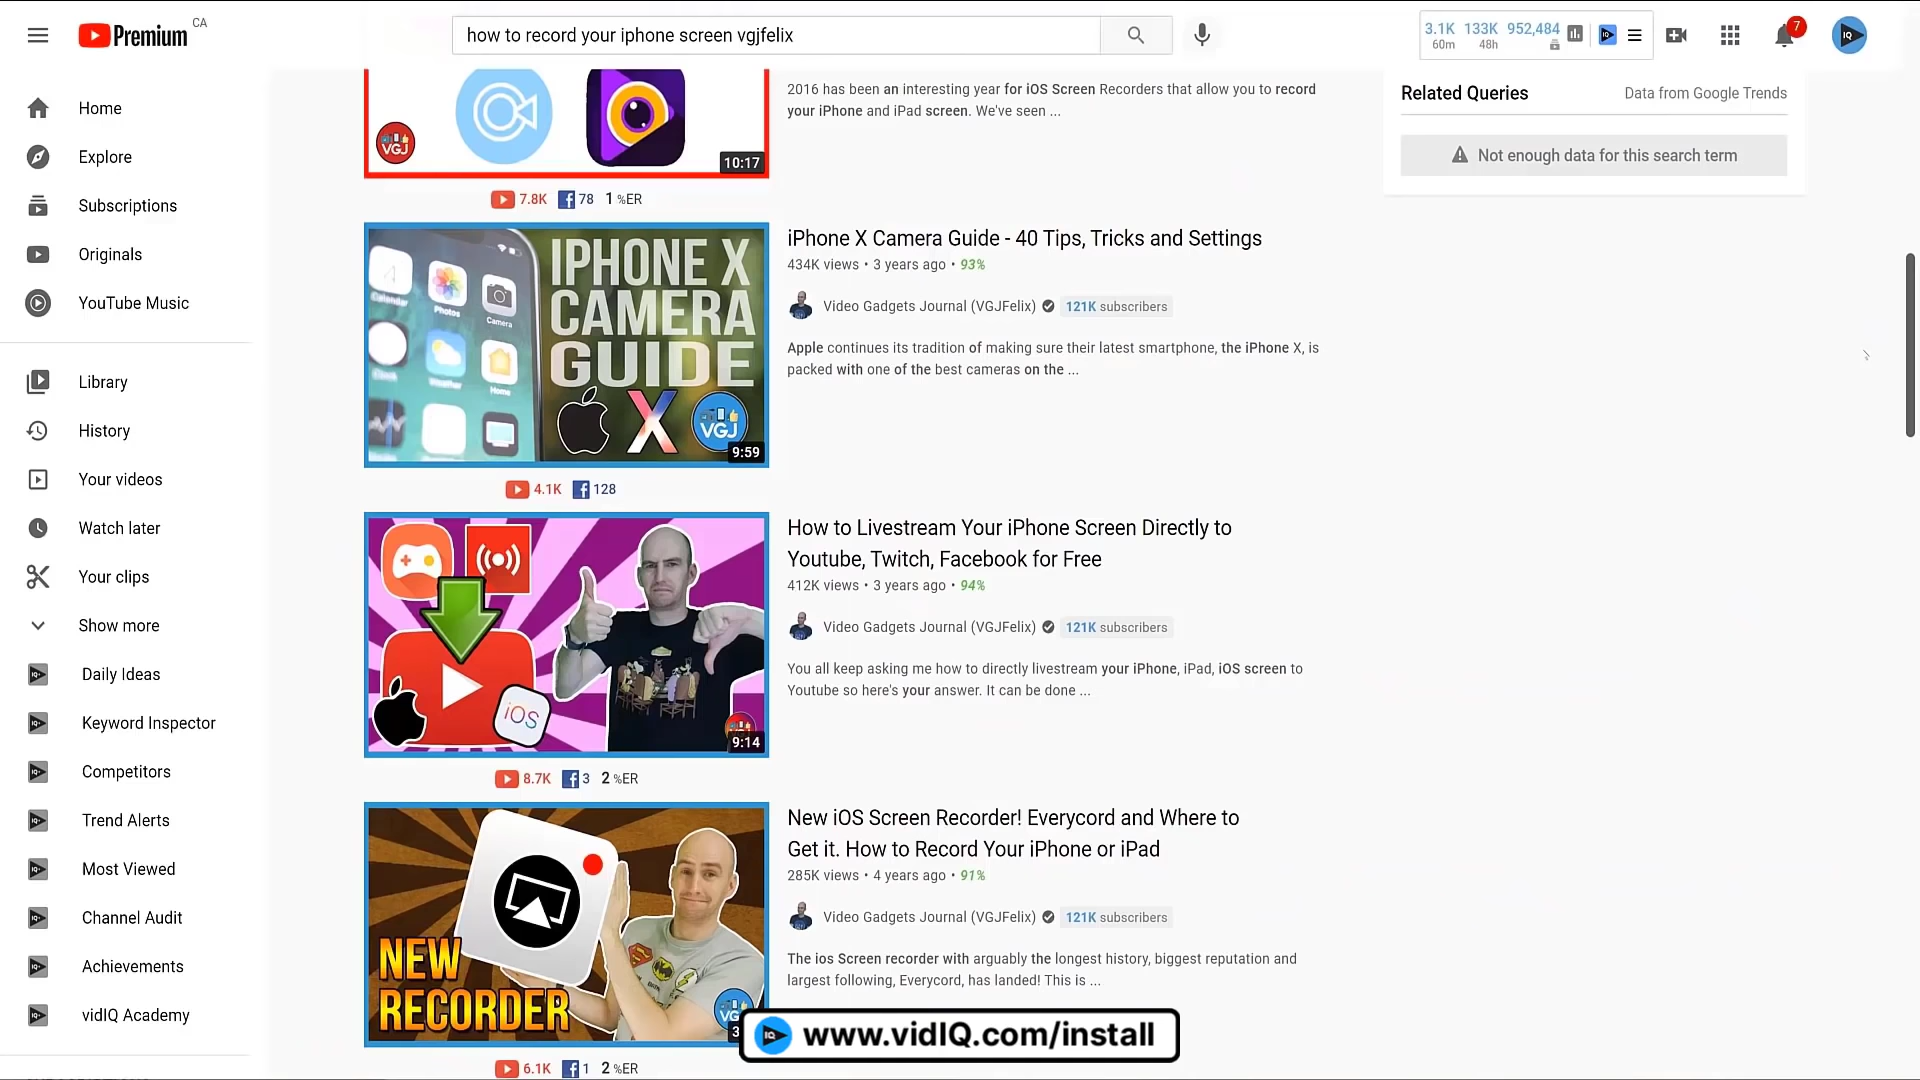 Premium CA
how to record your iphone screen vgjfelix
3.1K 133K 952,484
60m 48h
7
IQ
Home
Explore
Subscriptions
Originals
YouTube Music
Library
History
Your videos
Watch later
Your clips
Show more
Daily Ideas
Keyword Inspector
Competitors
Trend Alerts
Most Viewed
Channel Audit
Achievements
vidIQ Academy
VGJ
10:17
2016 has been an interesting year for iOS Screen Recorders that allow you to record
your iPhone and iPad screen. We've seen ...
7.8K 78 1 %ER
IPHONE X
CAMERA
GUIDE
Photos
Camera
Weather
Home
X
VGJ
9:59
iPhone X Camera Guide - 40 Tips, Tricks and Settings
434K views • 3 years ago • 93%
Video Gadgets Journal (VGJFelix) 121K subscribers
Apple continues its tradition of making sure their latest smartphone, the iPhone X, is
packed with one of the best cameras on the ...
4.1K 128
iOS
9:14
How to Livestream Your iPhone Screen Directly to
Youtube, Twitch, Facebook for Free
412K views • 3 years ago • 94%
Video Gadgets Journal (VGJFelix) 121K subscribers
You all keep asking me how to directly livestream your iPhone, iPad, iOS screen to
Youtube so here's your answer. It can be done ...
8.7K 3 2 %ER
NEW
RECORDER
New iOS Screen Recorder! Everycord and Where to
Get it. How to Record Your iPhone or iPad
285K views • 4 years ago • 91%
Video Gadgets Journal (VGJFelix) 121K subscribers
The ios Screen recorder with arguably the longest history, biggest reputation and
largest following, Everycord, has landed! This is ...
6.1K 1 2 %ER
Related Queries Data from Google Trends
Not enough data for this search term
IQ www.vidIQ.com/install